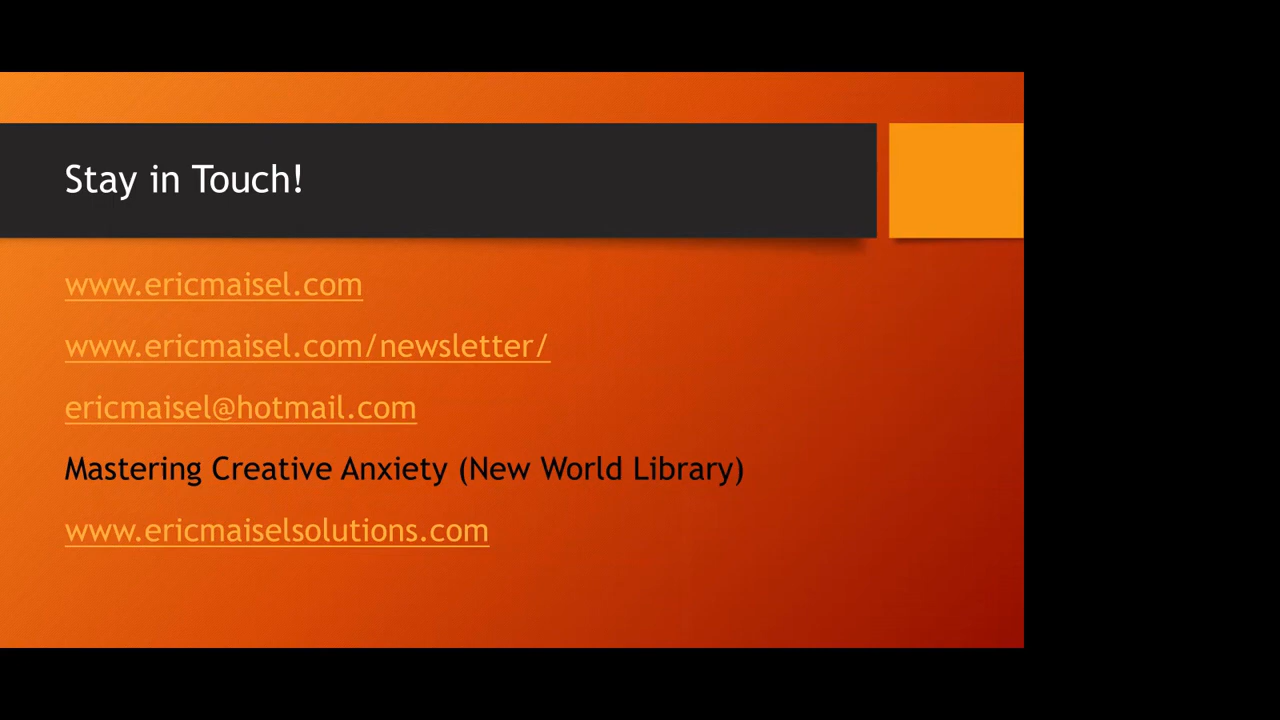 Stay in Touch!
www.ericmaisel.com
www.ericmaisel.com/newsletter/
ericmaisel@hotmail.com
Mastering Creative Anxiety (New World Library)
www.ericmaiselsolutions.com